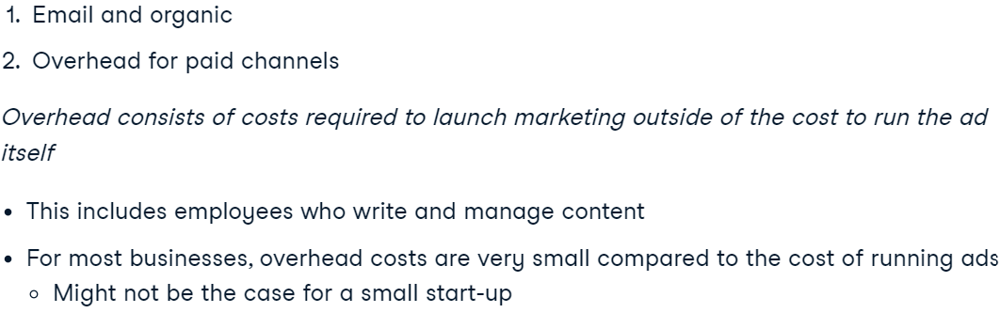 1. Email and organic
2. Overhead for paid channels
Overhead consists of costs required to launch marketing outside of the cost to run the ad
itself
• This includes employees who write and manage content
• For most businesses, overhead costs are very small compared to the cost of running ads
◦ Might not be the case for a small start-up